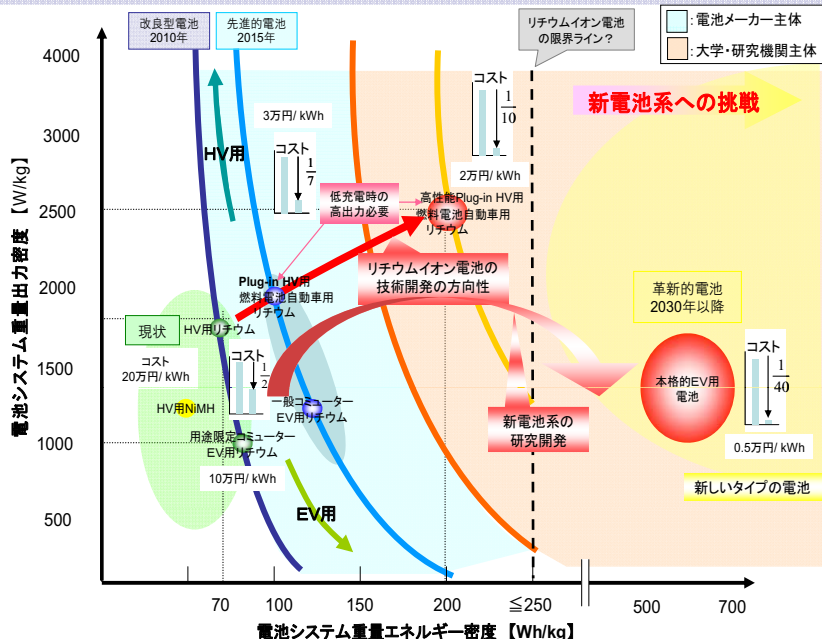 改良型電池
2010年
先進的電池
2015年
リチウムイオン電池
の限界ライン？
:電池メーカー主体
:大学・研究機関主体
新電池系への挑戦
4000
3000
2500
2000
1500
1000
500
電池システム重量出力密度 【W/kg】
HV用
3万円/ kWh
コスト
1
7
コスト
1
10
2万円/ kWh
低充電時の
高出力必要
高性能Plug-in HV用
燃料電池自動車用
リチウム
リチウムイオン電池の
技術開発の方向性
Plug-in HV用
燃料電池自動車用
リチウム
現状
HV用リチウム
コスト
20万円/ kWh
コスト
1
2
HV用NiMH
一般コミューター
EV用リチウム
用途限定コミューター
EV用リチウム
10万円/ kWh
EV用
新電池系の
研究開発
革新的電池
2030年以降
本格的EV用
電池
コスト
1
40
0.5万円/ kWh
新しいタイプの電池
70
100
150
200
≦250
500
700
電池システム重量エネルギー密度 【Wh/kg】